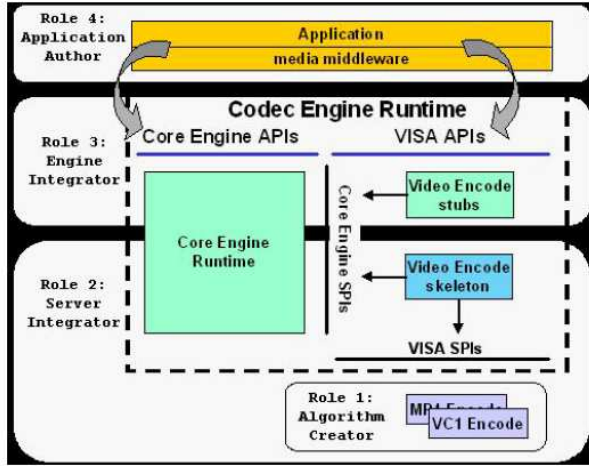 Role 4:
Application
Author
Application
media middleware
Codec Engine Runtime
Core Engine APIs
VISA APIs
Role 3:
Engine
Integrator
Video Encode
stubs
Core Engine SPIs
Core Engine
Runtime
Role 2:
Server
Integrator
Video Encode
skeleton
VISA SPIs
Role 1:
Algorithm
Creator
Encode
VC1 Encode